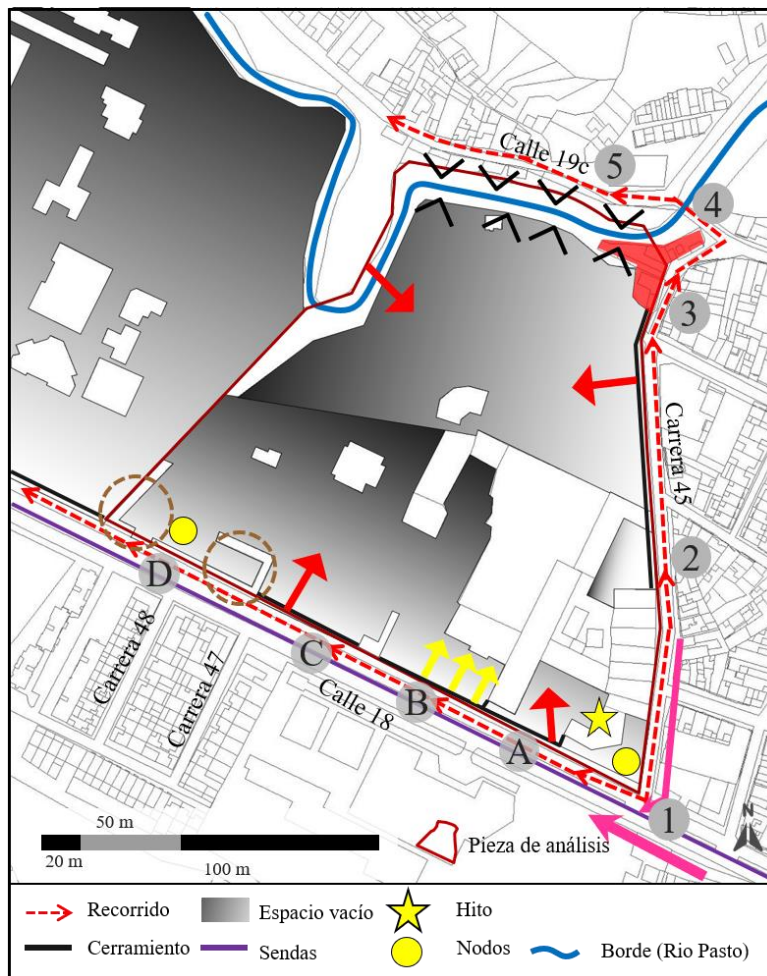 Calle 19c
5
4
3
Carrera 45
2
D
C
B
A
1
Carrera 48
Carrera 47
Calle 18
N
50 m
20 m
100 m
Pieza de análisis
Recorrido
Espacio vacío
Hito
Cerramiento
Sendas
Nodos
Borde (Rio Pasto)